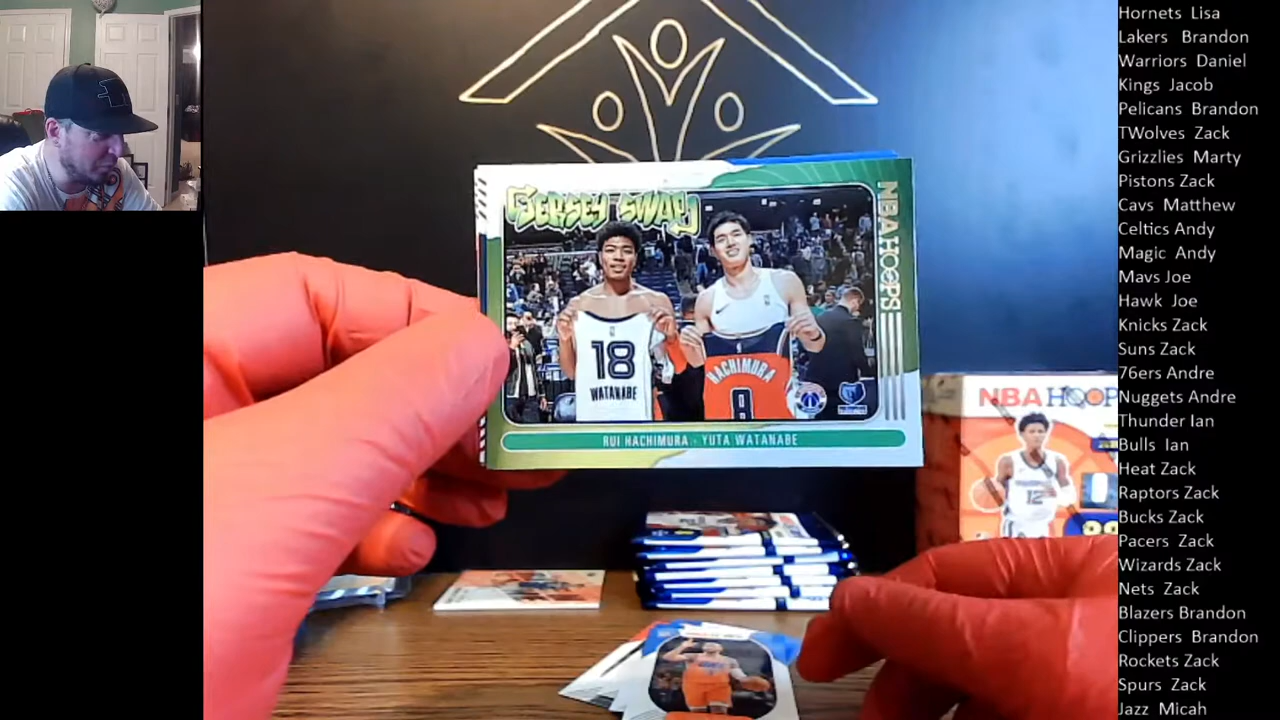 JERSEY SWAP
NBA HOOPS
18
WATANABE
HACHIMURA
8
RUI HACHIMURA - YUTA WATANABE
NBA HOOP
12
Hornets Lisa
Lakers Brandon
Warriors Daniel
Kings Jacob
Pelicans Brandon
TWolves Zack
Grizzlies Marty
Pistons Zack
Cavs Matthew
Celtics Andy
Magic Andy
Mavs Joe
Hawk Joe
Knicks Zack
Suns Zack
76ers Andre
Nuggets Andre
Thunder Ian
Bulls Ian
Heat Zack
Raptors Zack
Bucks Zack
Pacers Zack
Wizards Zack
Nets Zack
Blazers Brandon
Clippers Brandon
Rockets Zack
Spurs Zack
Jazz Micah